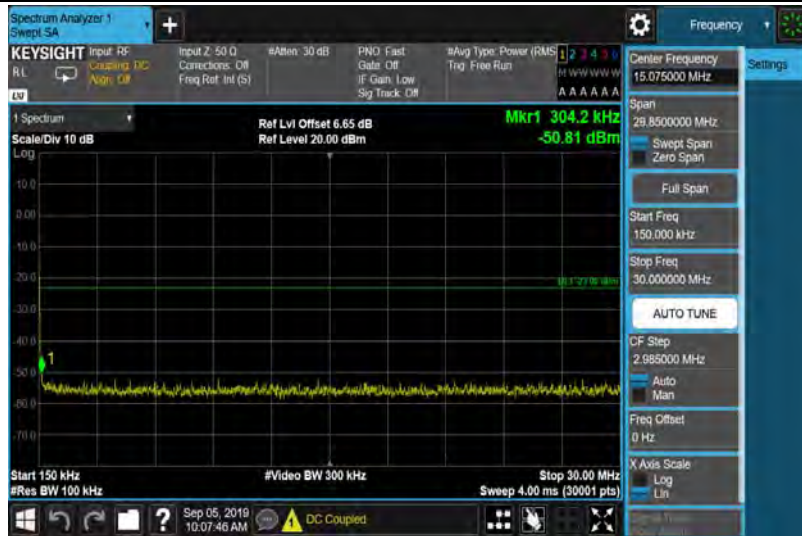 Spectrum Analyzer 1
Swept SA
Frequency
KEYSIGHT
Input: RF
Coupling: DC
Align: Off
Input Z: 50 Ω
Corrections: Off
Freq Ref: Int (S)
#Atten: 30 dB
PNO: Fast
Gate: Off
IF Gain: Low
Sig Track: Off
#Avg Type: Power (RMS
Trig: Free Run
1 2 3 4 5 6
M W W W W W
A A A A A A
RL
LXI
Center Frequency
15.075000 MHz
Settings
Span
29.8500000 MHz
Swept Span
Zero Span
Full Span
Start Freq
150.000 kHz
Stop Freq
30.000000 MHz
AUTO TUNE
CF Step
2.985000 MHz
Auto
Man
Freq Offset
0 Hz
X Axis Scale
Log
Lin
1 Spectrum
Scale/Div 10 dB
Log
Ref Lvl Offset 6.65 dB
Ref Level 20.00 dBm
Mkr1 304.2 kHz
-50.81 dBm
10.0
0.00
-10.0
-20.0
-30.0
-40.0
-50.0
-60.0
-70.0
1
Start 150 kHz
#Res BW 100 kHz
#Video BW 300 kHz
Stop 30.00 MHz
Sweep 4.00 ms (30001 pts)
Sep 05, 2019
10:07:46 AM
DC Coupled